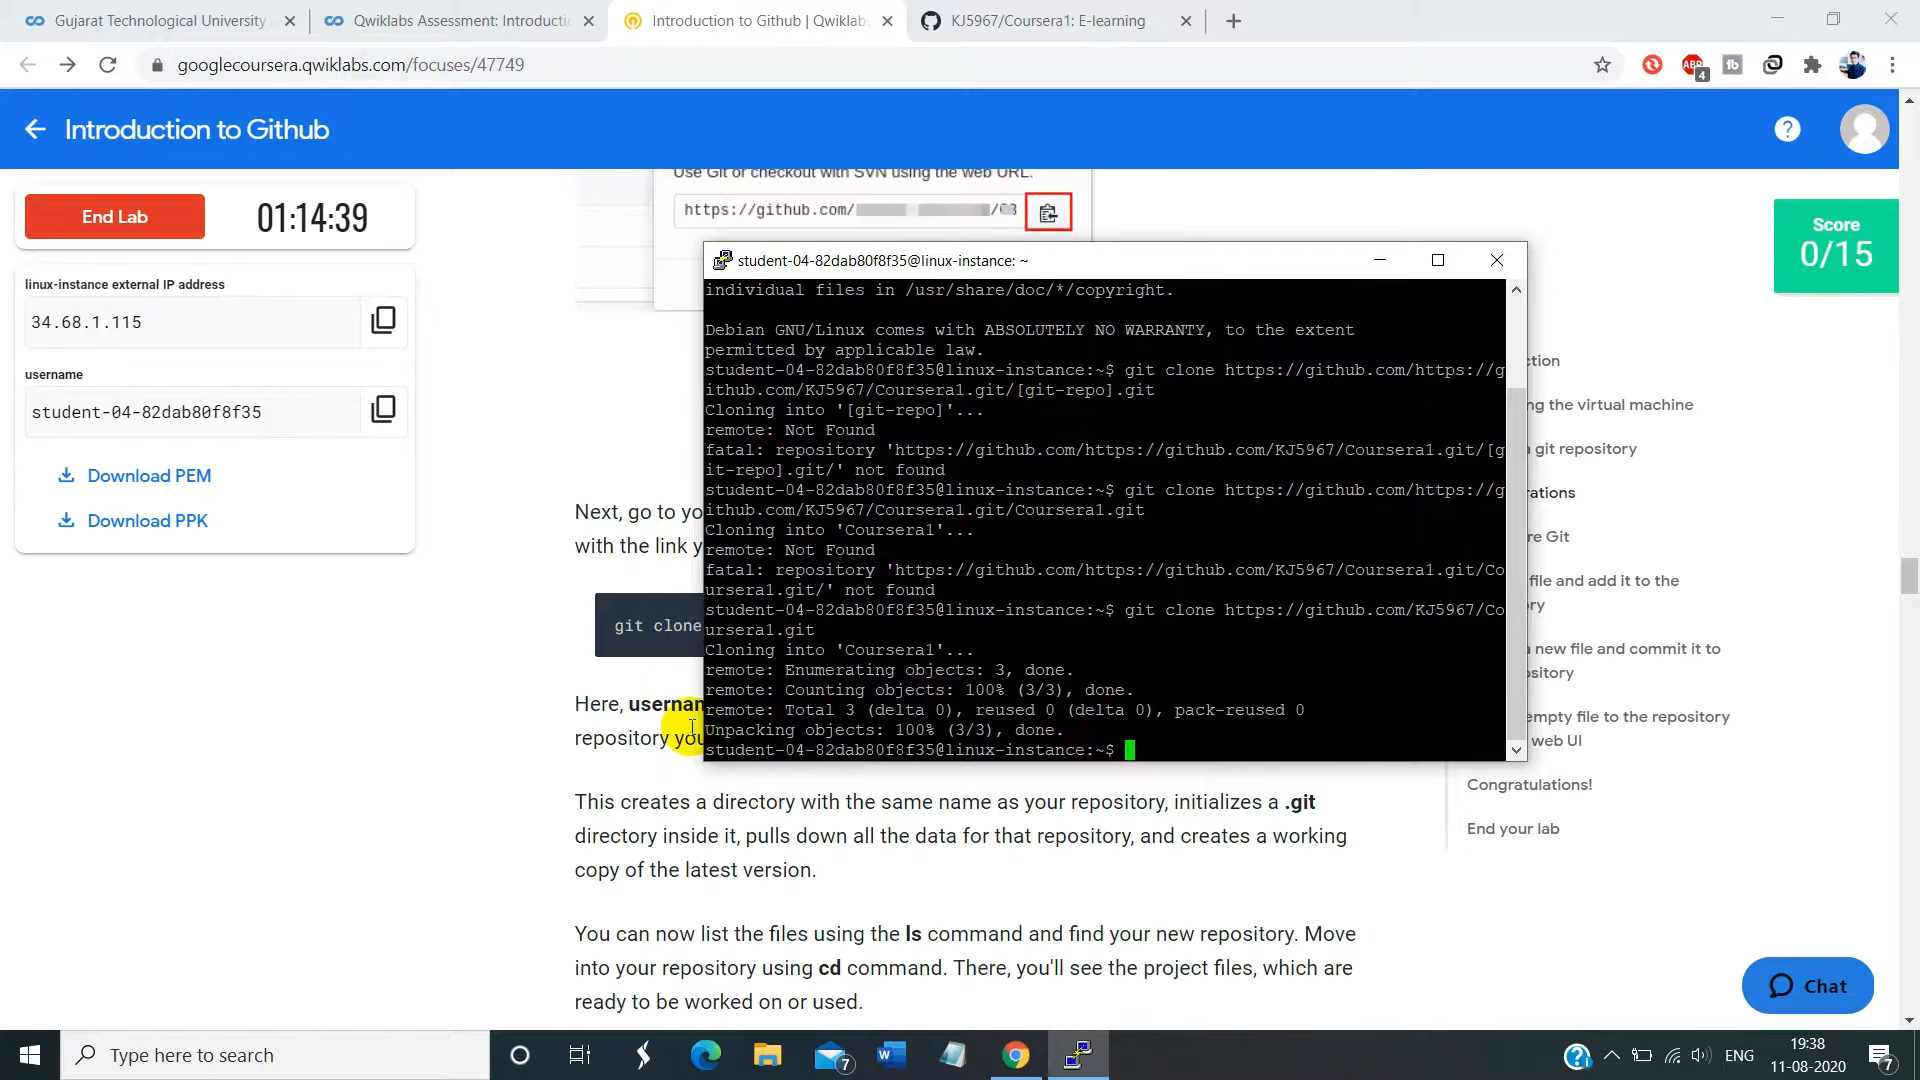 Gujarat Technological University
Qwiklabs Assessment: Introductio
Introduction to Github | Qwiklabs
KJ5967/Coursera1: E-learning
googlecoursera.qwiklabs.com/focuses/47749
ABP
4
Introduction to Github
?
End Lab
01:14:39
linux-instance external IP address
34.68.1.115
username
student-04-82dab80f8f35
Download PEM
Download PPK
Use Git or checkout with SVN using the web URL.
https://github.com/
Score
0/15
student-04-82dab80f8f35@linux-instance: ~
individual files in /usr/share/doc/*/copyright.
Debian GNU/Linux comes with ABSOLUTELY NO WARRANTY, to the extent
permitted by applicable law.
student-04-82dab80f8f35@linux-instance:~$ git clone https://github.com/https://g
ithub.com/KJ5967/Coursera1.git/[git-repo].git
Cloning into '[git-repo]'...
remote: Not Found
fatal: repository 'https://github.com/https://github.com/KJ5967/Coursera1.git/[g
it-repo].git/' not found
student-04-82dab80f8f35@linux-instance:~$ git clone https://github.com/https://g
ithub.com/KJ5967/Coursera1.git/Coursera1.git
Cloning into 'Coursera1'...
remote: Not Found
fatal: repository 'https://github.com/https://github.com/KJ5967/Coursera1.git/Co
ursera1.git/' not found
student-04-82dab80f8f35@linux-instance:~$ git clone https://github.com/KJ5967/Co
ursera1.git
Cloning into 'Coursera1'...
remote: Enumerating objects: 3, done.
remote: Counting objects: 100% (3/3), done.
remote: Total 3 (delta 0), reused 0 (delta 0), pack-reused 0
Unpacking objects: 100% (3/3), done.
student-04-82dab80f8f35@linux-instance:~$
ction
ng the virtual machine
a git repository
rations
re Git
file and add it to the
ry
a new file and commit it to
ository
empty file to the repository
web UI
Congratulations!
End your lab
Next, go to yo
with the link y
git clone
Here, usernam
repository you
This creates a directory with the same name as your repository, initializes a .git
directory inside it, pulls down all the data for that repository, and creates a working
copy of the latest version.
You can now list the files using the ls command and find your new repository. Move
into your repository using cd command. There, you'll see the project files, which are
ready to be worked on or used.
Chat
Type here to search
7
ENG
19:38
11-08-2020
7